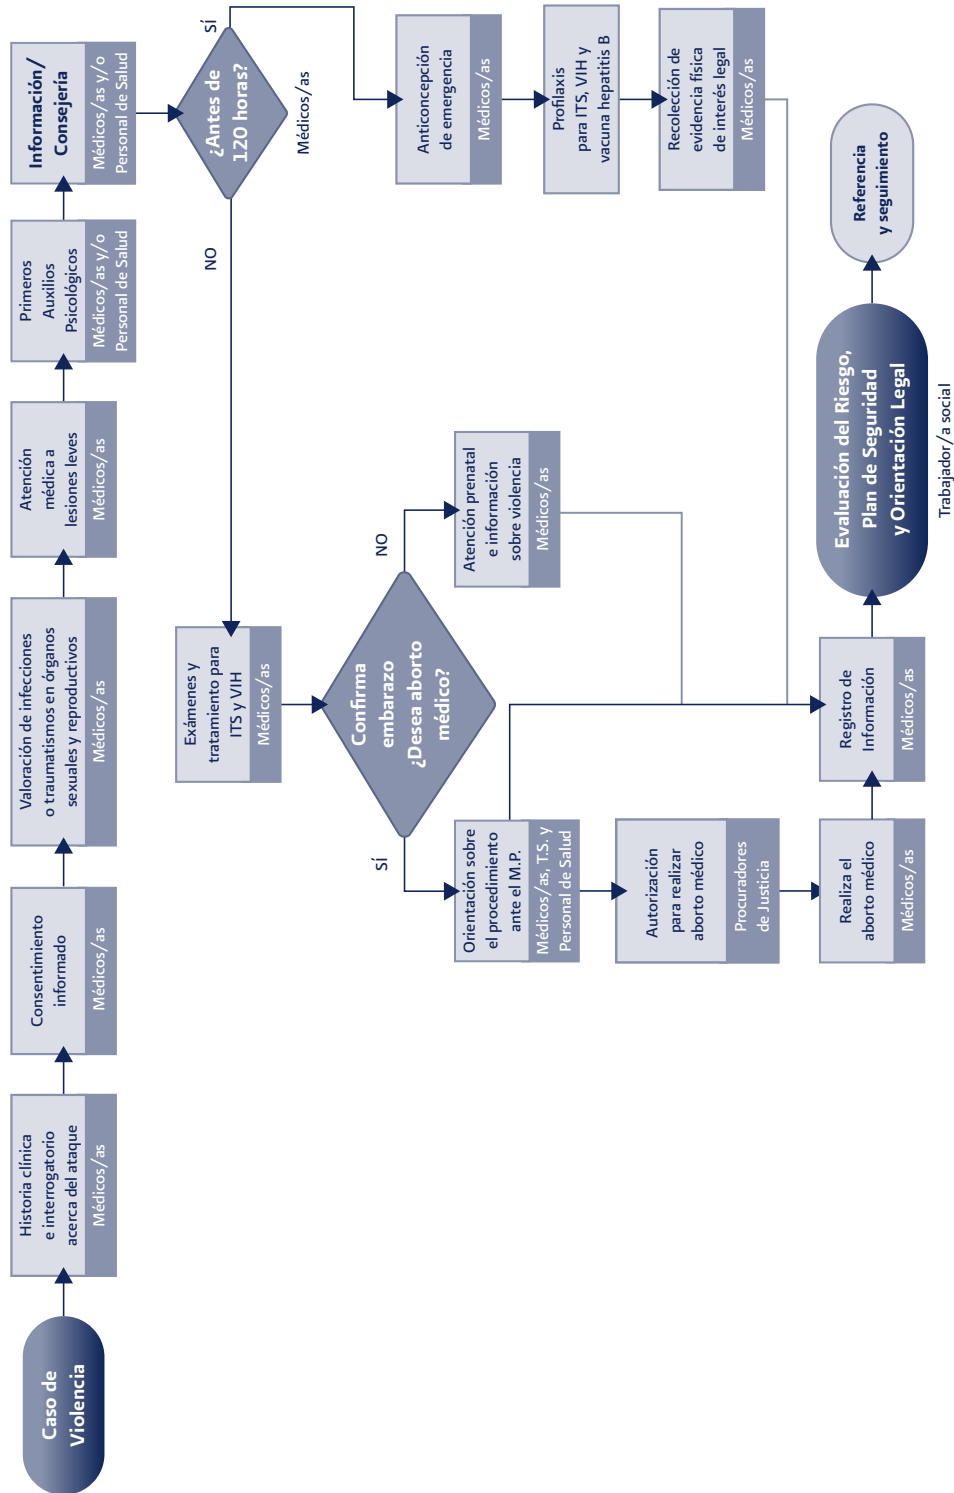 Caso de
Violencia
Historia clínica
e interrogatorio
acerca del ataque
Médicos/as
Consentimiento
informado
Médicos/as
Valoración de infecciones
o traumatismos en órganos
sexuales y reproductivos
Médicos/as
Atención
médica a
lesiones leves
Médicos/as
Primeros
Auxilios
Psicológicos
Médicos/as y/o
Personal de Salud
Información/
Consejería
Médicos/as y/o
Personal de Salud
¿Antes de
120 horas?
Médicos/as
SÍ
NO
Anticoncepción
de emergencia
Médicos/as
Profilaxis
para ITS, VIH y
vacuna hepatitis B
Recolección de
evidencia física
de interés legal
Médicos/as
Exámenes y
tratamiento para
ITS y VIH
Médicos/as
Confirma
embarazo
¿Desea aborto
médico?
SÍ
NO
Atención prenatal
e información
sobre violencia
Médicos/as
Orientación sobre
el procedimiento
ante el M.P.
Médicos/as, T.S. y
Personal de Salud
Autorización
para realizar
aborto médico
Procuradores
de Justicia
Realiza el
aborto médico
Médicos/as
Registro de
Información
Médicos/as
Evaluación del Riesgo,
Plan de Seguridad
y Orientación Legal
Trabajador/a social
Referencia
y seguimiento